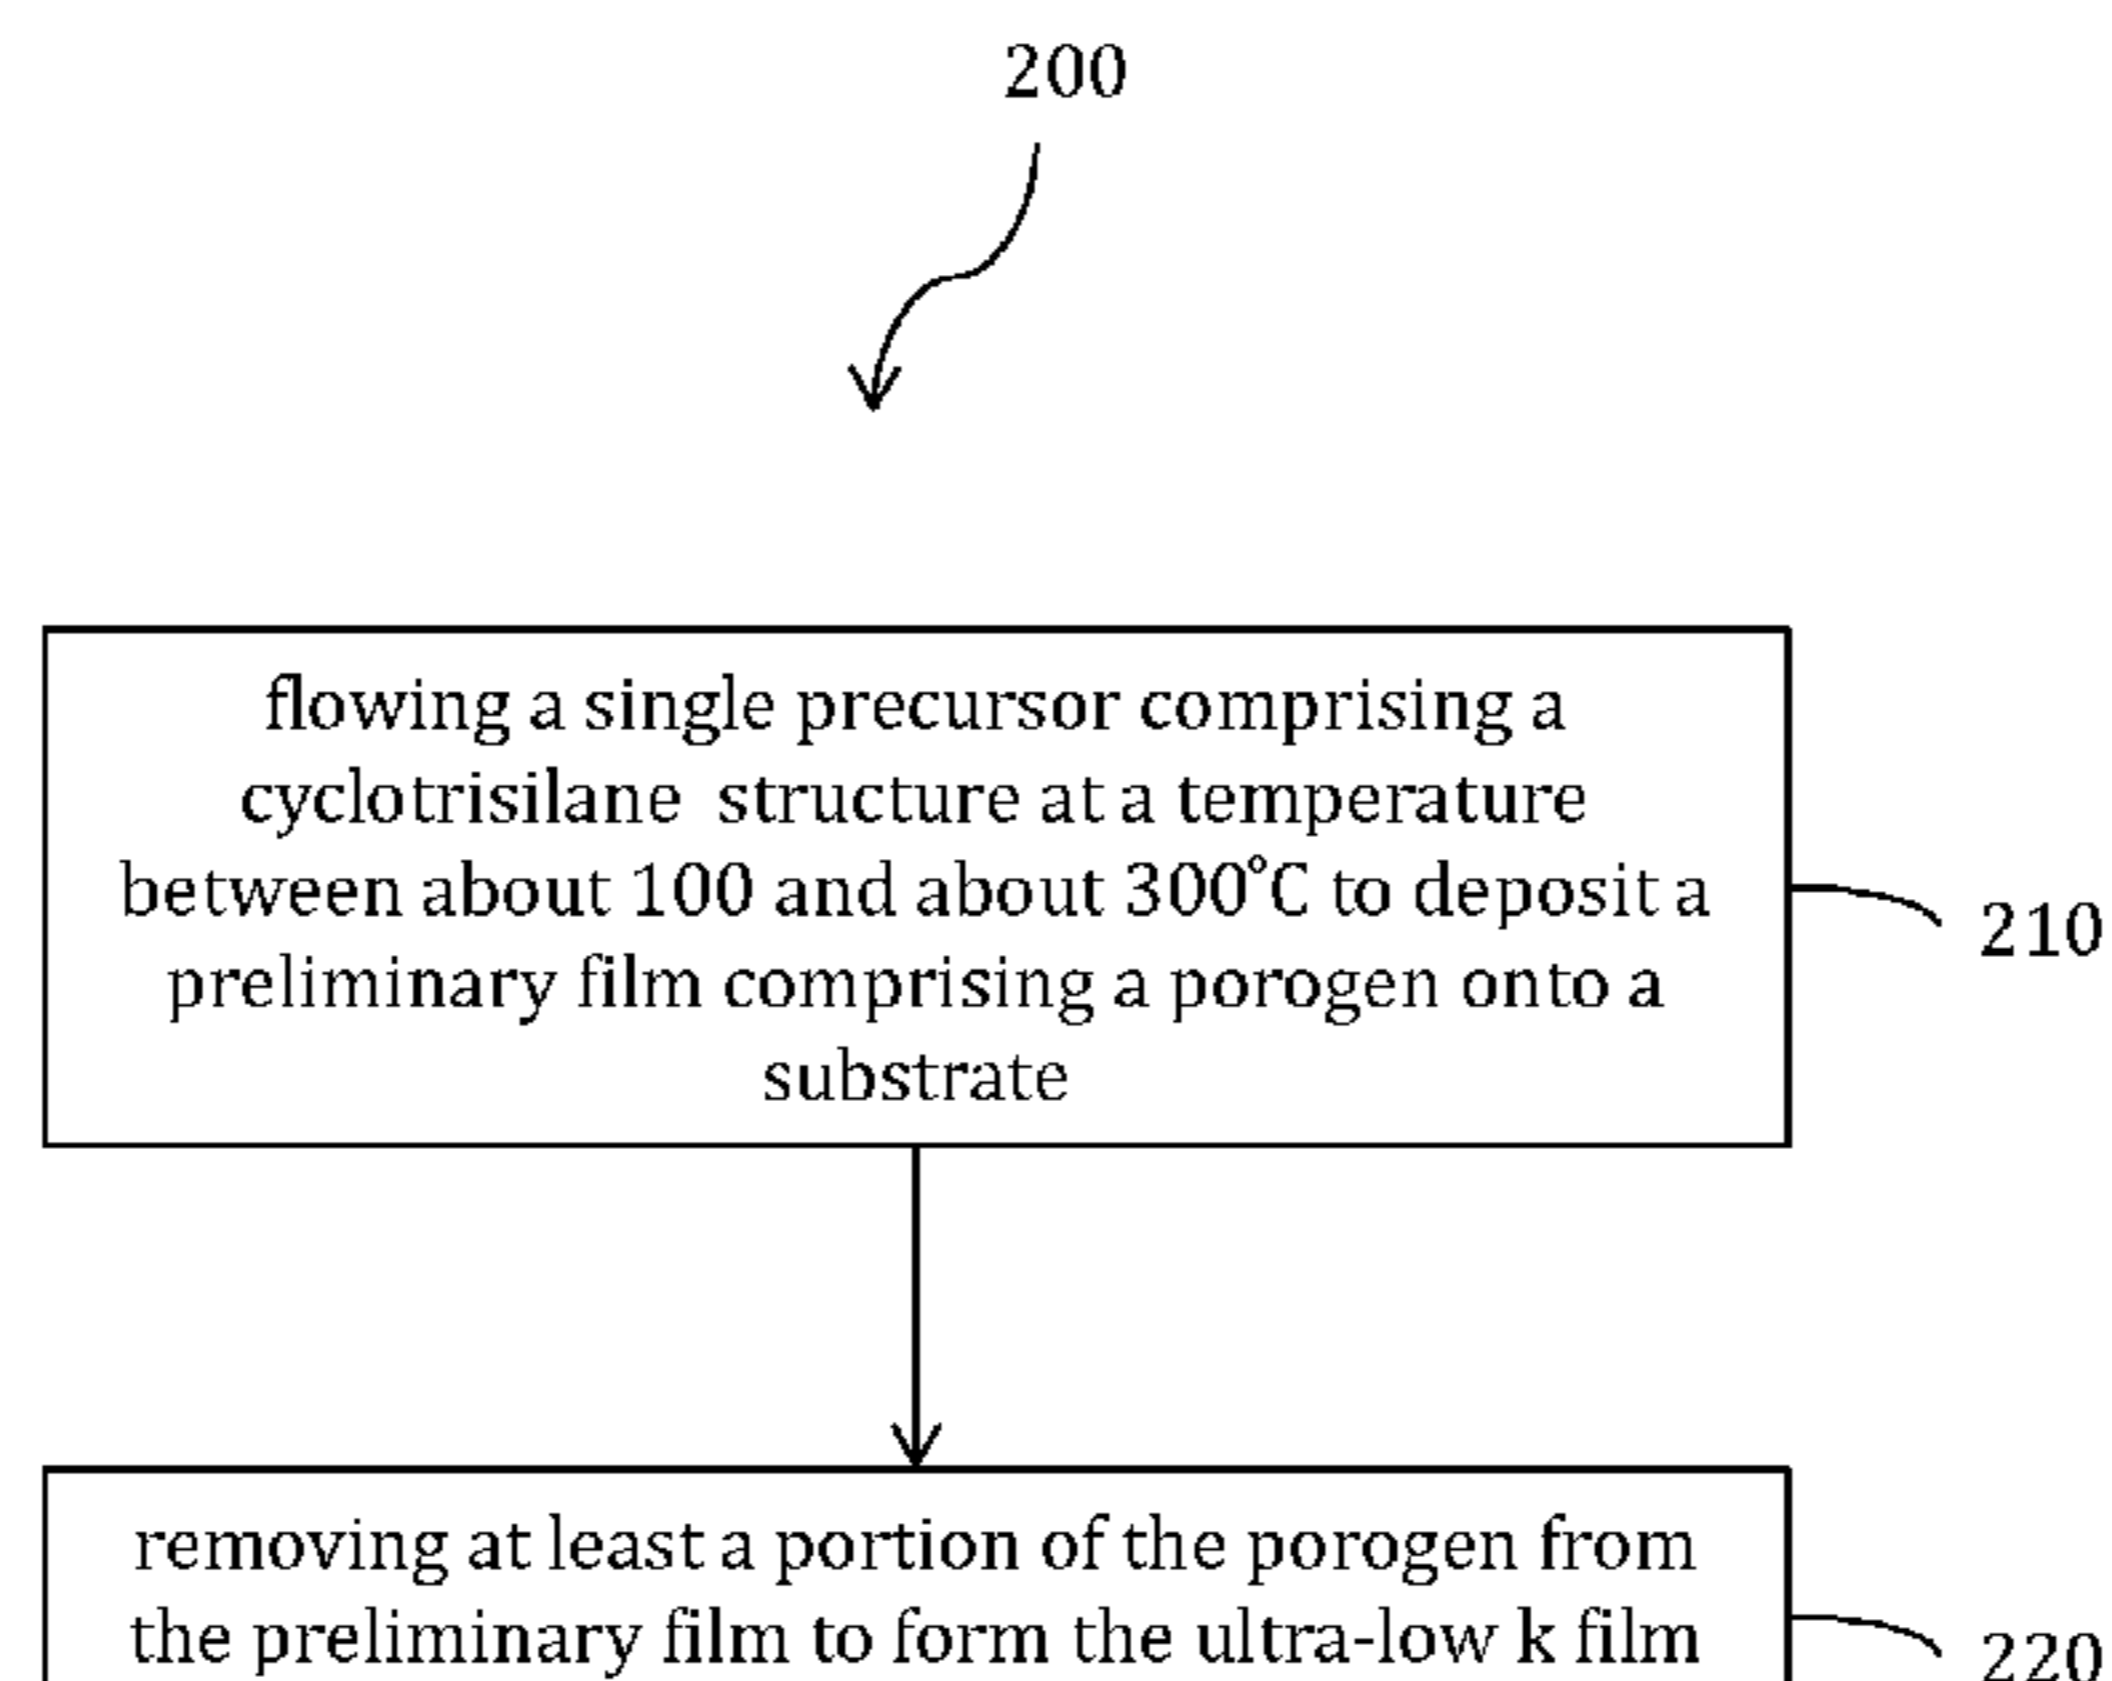 200
flowing a single precursor comprising a
cyclotrisilane structure at a temperature
between about 100 and about 300°C to deposit a
preliminary film comprising a porogen onto a
substrate
210
removing at least a portion of the porogen from
the preliminary film to form the ultra-low k film
220